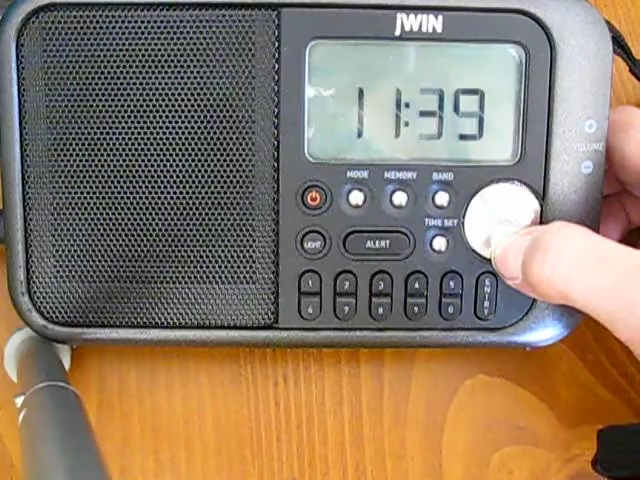 jWIN
11:39
MODE MEMORY BAND
VOLUME
TIME SET
LIGHT ALERT
1 2 3 4 5 ENTRY
6 7 8 9 0